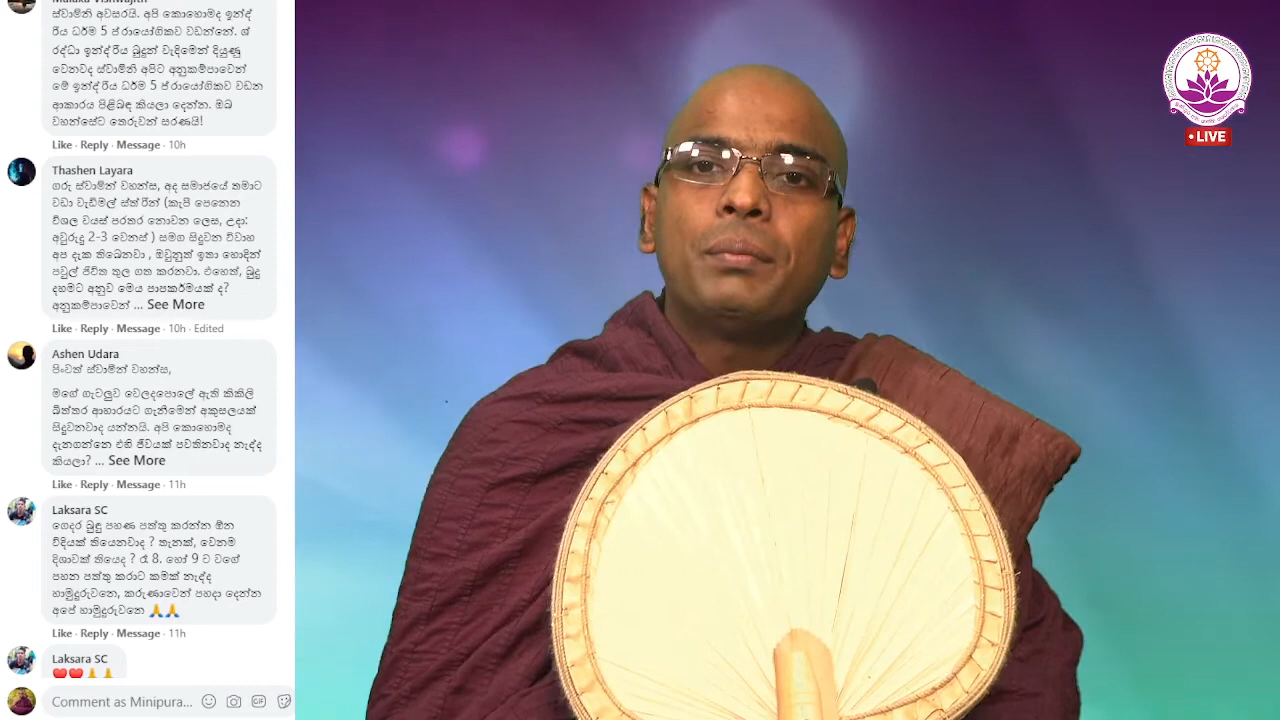 ස්වාමිනි අවසරයි. අපි කොහොමද ඉන්ද්
රිය ධර්ම 5 ප්රායෝගිකව වඩන්නේ. ශ්
රද්ධා ඉන්ද්රිය බුදුන් වැදිමෙන් දියුණු
වෙනවද ස්වාමිනි අපිට අනුකම්පාවෙන්
මේ ඉන්ද්රිය ධර්ම 5 ප්රායෝගිකව වඩන
ආකාරය පිළිබඳ කියලා දෙන්න. ඔබ
වහන්සේට තෙරුවන් සරණයි!
Like · Reply · Message · 10h
Thashen Layara
ගරු ස්වාමින් වහන්ස, අද සමාජයේ තමාට
වඩා වැඩිමල් ස්ත්රීන් (කැපී පෙනෙන
විශල වයස් පරතර නොවන ලෙස, උදා:
අවුරුදු 2-3 වෙනස් ) සමග සිදුවන විවාහ
අප දැක තිබෙනවා , ඔවුනුත් ඉතා හොඳින්
පවුල් ජීවිත තුල ගත කරනවා. එහෙත්, බුදු
දහමට අනුව මෙය පාපකර්මයක් ද?
අනුකම්පාවෙන් ... See More
Like · Reply · Message · 10h · Edited
Ashen Udara
පිංවත් ස්වාමීන් වහන්ස,
මගේ ගැටලුව වෙලදපොලේ ඇති කිකිලි
බිත්තර ආහාරයට ගැනීමෙන් අකුසලයක්
සිදුවනවාද යන්නයි. අපි කොහොමද
දැනගන්නෙ එහි ජීවයක් පවතිනවාද නැද්ද
කියලා? ... See More
Like · Reply · Message · 11h
Laksara SC
ගෙදර බුදු පහණ පත්තු කරන්න ඕන
විදියක් තියෙනවාද ? තැනක්, වෙනම
දිශාවක් තියෙද ? රෑ 8. හෝ 9 ට වගේ
පහන පත්තු කරාට කමක් නැද්ද
හාමුදුරුවනෙ, කරුණාවෙන් පහදා දෙන්න
අපේ හාමුදුරුවනෙ 🙏🙏
Like · Reply · Message · 11h
Laksara SC
❤️❤️🙏🙏
Comment as Minipura...
GIF
• LIVE